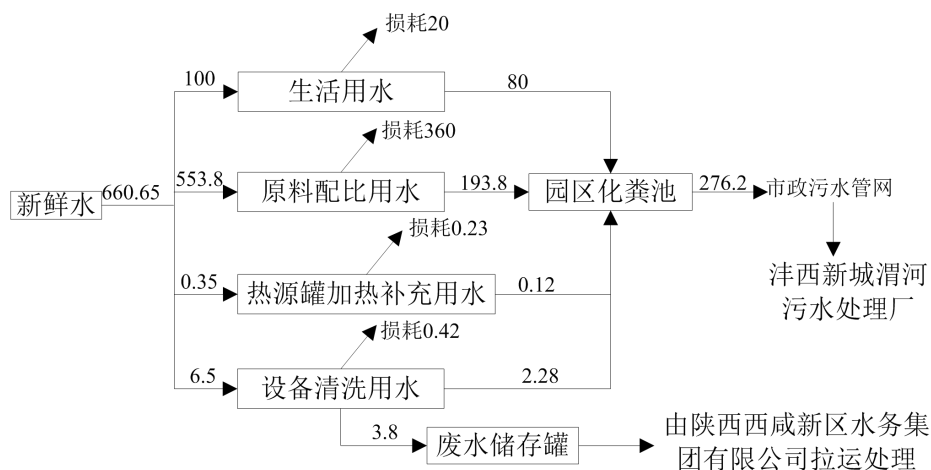 损耗20
100
生活用水
80
损耗360
新鲜水
660.65
553.8
原料配比用水
193.8
园区化粪池
276.2
市政污水管网
损耗0.23
0.35
热源罐加热补充用水
0.12
沣西新城渭河
污水处理厂
损耗0.42
6.5
设备清洗用水
2.28
3.8
废水储存罐
由陕西西咸新区水务集
团有限公司拉运处理